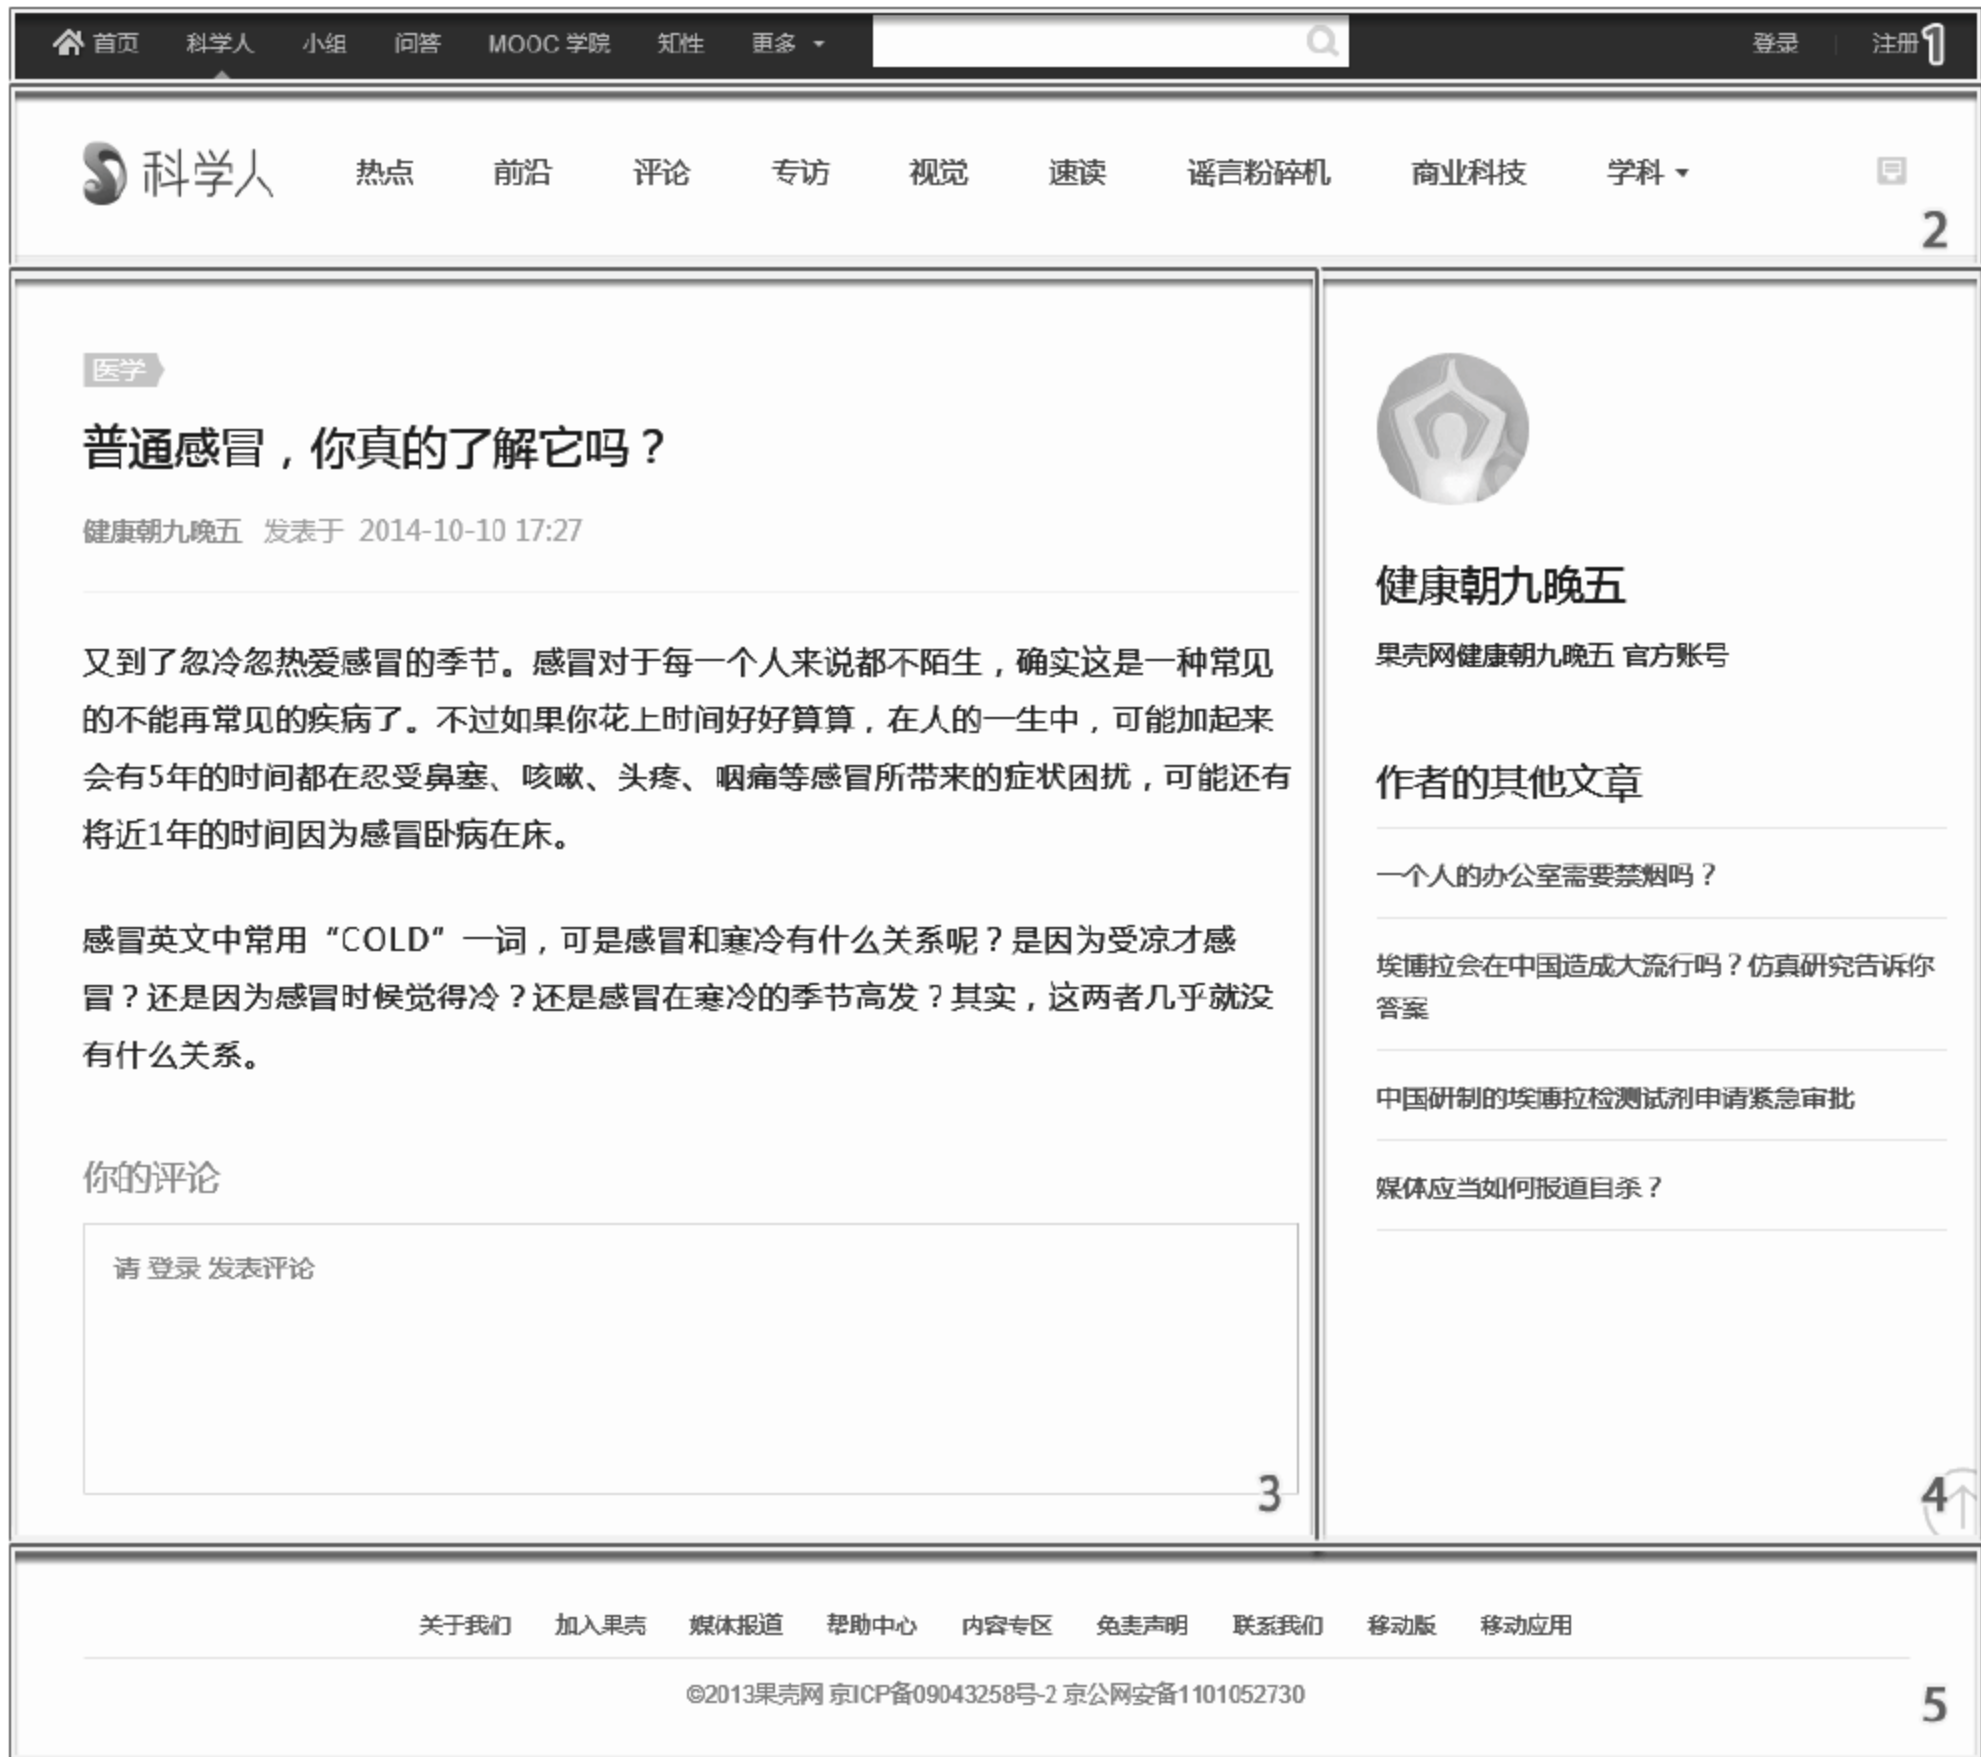 首页 科学人 小组 问答 MOOC 学院 知性 更多 登录 注册 1
科学人 热点 前沿 评论 专访 视觉 速读 谣言粉碎机 商业科技 学科
2
医学
普通感冒，你真的了解它吗？
健康朝九晚五 发表于 2014-10-10 17:27
又到了忽冷忽热爱感冒的季节。感冒对于每一个人来说都不陌生，确实这是一种常见
的不能再常见的疾病了。不过如果你花上时间好好算算，在人的一生中，可能加起来
会有5年的时间都在忍受鼻塞、咳嗽、头疼、咽痛等感冒所带来的症状困扰，可能还有
将近1年的时间因为感冒卧病在床。
感冒英文中常用“COLD”一词，可是感冒和寒冷有什么关系呢？是因为受凉才感
冒？还是因为感冒时候觉得冷？还是感冒在寒冷的季节高发？其实，这两者几乎就没
有什么关系。
你的评论
请 登录 发表评论
3
健康朝九晚五
果壳网健康朝九晚五 官方账号
作者的其他文章
一个人的办公室需要禁烟吗？
埃博拉会在中国造成大流行吗？仿真研究告诉你
答案
中国研制的埃博拉检测试剂申请紧急审批
媒体应当如何报道自杀？
4
关于我们 加入果壳 媒体报道 帮助中心 内容专区 免责声明 联系我们 移动版 移动应用
©2013果壳网 京ICP备09043258号-2 京公网安备1101052730
5